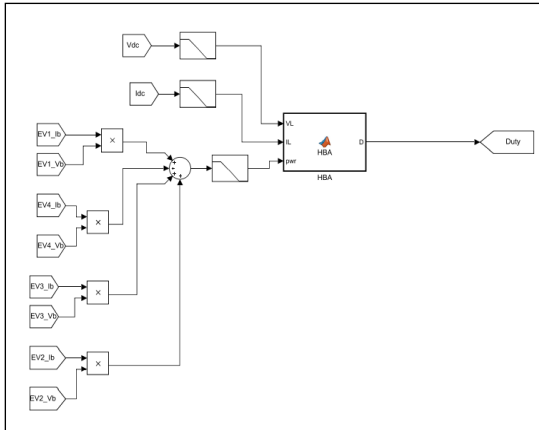 Vdc
Idc
VL
IL
pwr
HBA
D
HBA
Duty
EV1_Ib
EV1_Vb
×
EV4_Ib
EV4_Vb
×
EV3_Ib
EV3_Vb
×
EV2_Ib
EV2_Vb
×
+
+
+
+